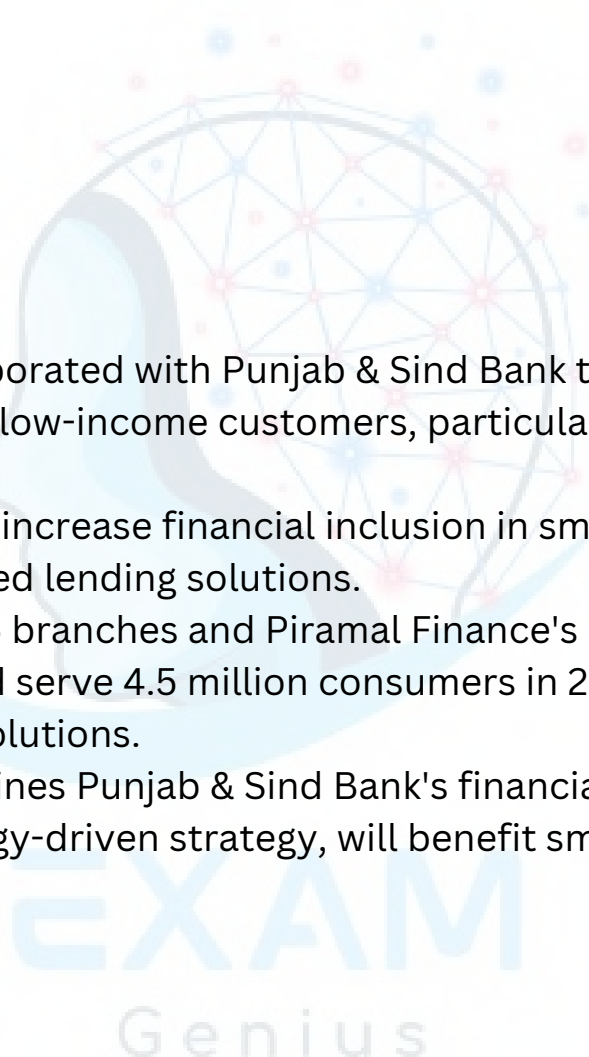 porated with Punjab & Sind Bank t
low-income customers, particula
increase financial inclusion in sm
ed lending solutions.
branches and Piramal Finance's
serve 4.5 million consumers in 2
olutions.
ines Punjab & Sind Bank's financia
gy-driven strategy, will benefit sm
EXAM
Genius